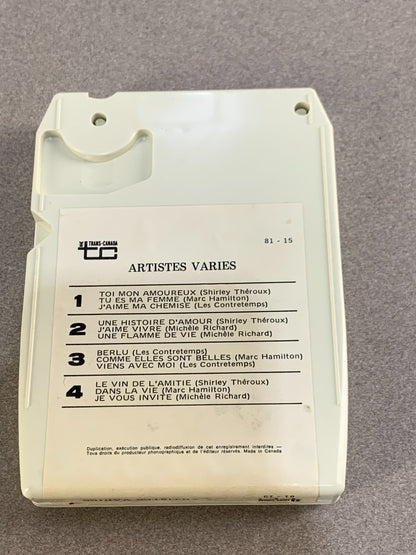 TRANS-CANADA
tc
81 - 15
ARTISTES VARIES
1 TOI MON AMOUREUX (Shirley Théroux)
TU ES MA FEMME (Marc Hamilton)
J'AIME MA CHEMISE (Les Contretemps)
2 UNE HISTOIRE D'AMOUR (Shirley Théroux)
J'AIME VIVRE (Michèle Richard)
UNE FLAMME DE VIE (Michèle Richard)
3 BERLU (Les Contretemps)
COMME ELLES SONT BELLES (Marc Hamilton)
VIENS AVEC MOI (Les Contretemps)
4 LE VIN DE L'AMITIE (Shirley Théroux)
DANS LA VIE (Marc Hamilton)
JE VOUS INVITE (Michèle Richard)
Duplication, exécution publique, radiodiffusion de cet enregistrement interdites —
Tous droits du producteur phonographique et de l'éditeur réservés. Made in Canada